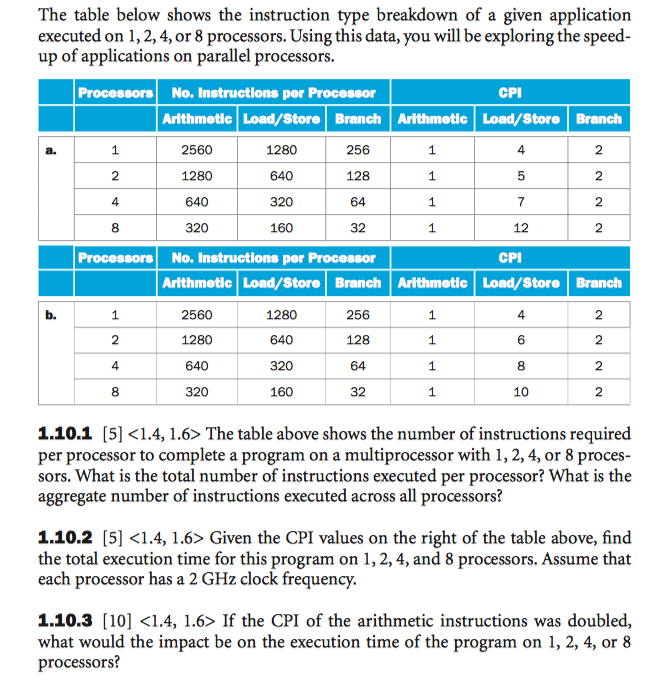 The table below shows the instruction type breakdown of a given application
executed on 1, 2, 4, or 8 processors. Using this data, you will be exploring the speed-
up of applications on parallel processors.
Processors No. Instructions per Processor CPI
Arithmetic Load/Store Branch Arithmetic Load/Store Branch
a. 1 2560 1280 256 1 4 2
2 1280 640 128 1 5 2
4 640 320 64 1 7 2
8 320 160 32 1 12 2
Processors No. Instructions per Processor CPI
Arithmetic Load/Store Branch Arithmetic Load/Store Branch
b. 1 2560 1280 256 1 4 2
2 1280 640 128 1 6 2
4 640 320 64 1 8 2
8 320 160 32 1 10 2
1.10.1 [5] <1.4, 1.6> The table above shows the number of instructions required
per processor to complete a program on a multiprocessor with 1, 2, 4, or 8 proces-
sors. What is the total number of instructions executed per processor? What is the
aggregate number of instructions executed across all processors?
1.10.2 [5] <1.4, 1.6> Given the CPI values on the right of the table above, find
the total execution time for this program on 1, 2, 4, and 8 processors. Assume that
each processor has a 2 GHz clock frequency.
1.10.3 [10] <1.4, 1.6> If the CPI of the arithmetic instructions was doubled,
what would the impact be on the execution time of the program on 1, 2, 4, or 8
processors?